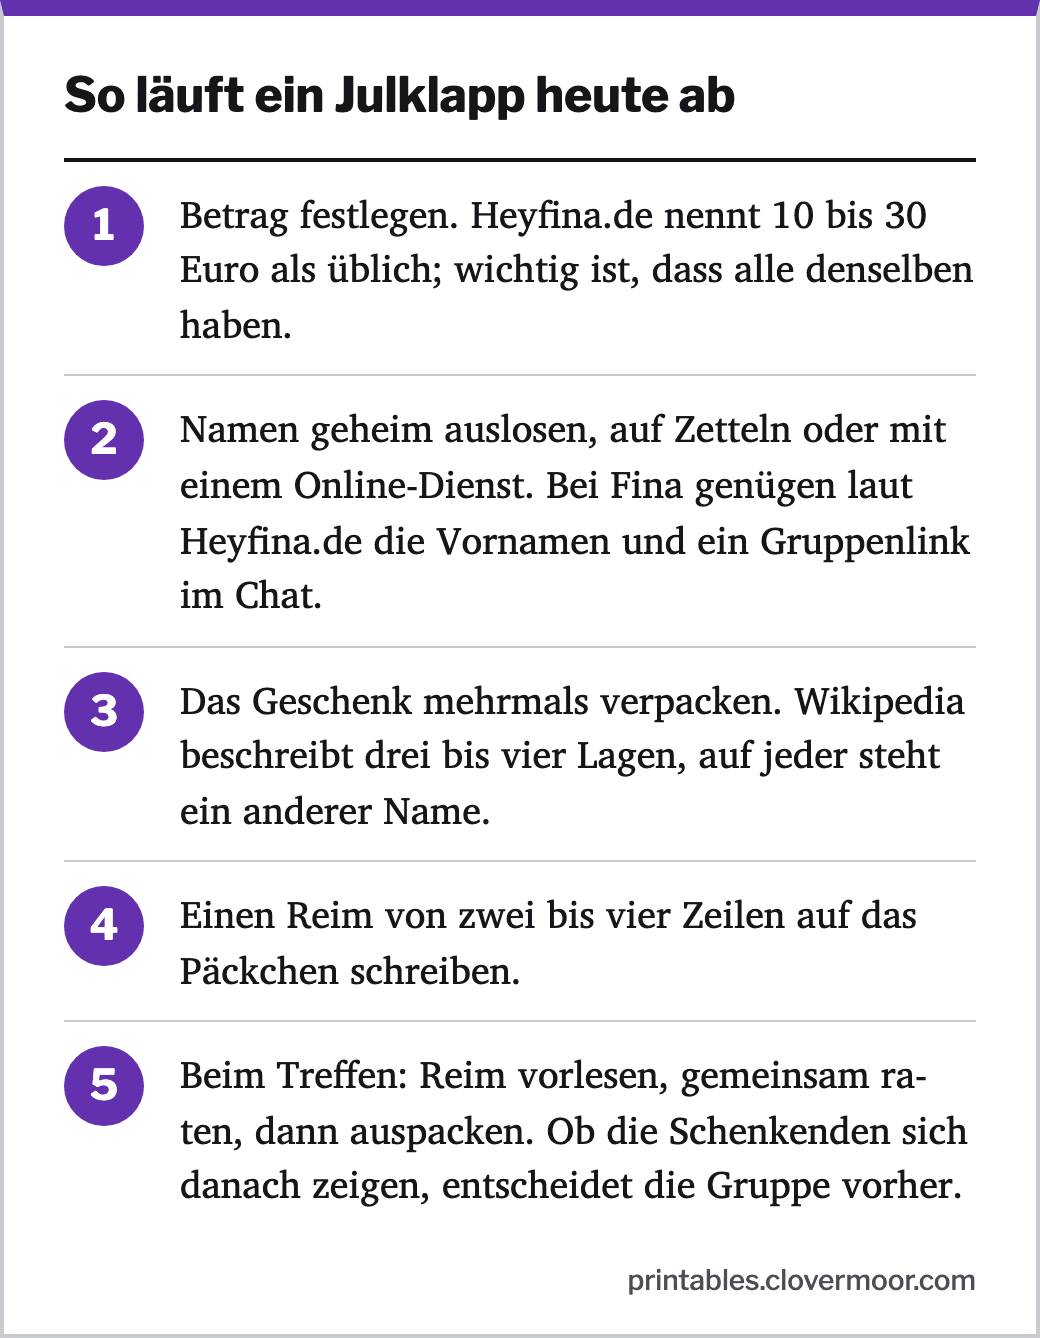 So läuft ein Julklapp heute ab
1
Betrag festlegen. Heyfina.de nennt 10 bis 30
Euro als üblich; wichtig ist, dass alle denselben
haben.
2
Namen geheim auslosen, auf Zetteln oder mit
einem Online-Dienst. Bei Fina genügen laut
Heyfina.de die Vornamen und ein Gruppenlink
im Chat.
3
Das Geschenk mehrmals verpacken. Wikipedia
beschreibt drei bis vier Lagen, auf jeder steht
ein anderer Name.
4
Einen Reim von zwei bis vier Zeilen auf das
Päckchen schreiben.
5
Beim Treffen: Reim vorlesen, gemeinsam ra-
ten, dann auspacken. Ob die Schenkenden sich
danach zeigen, entscheidet die Gruppe vorher.
printables.clovermoor.com